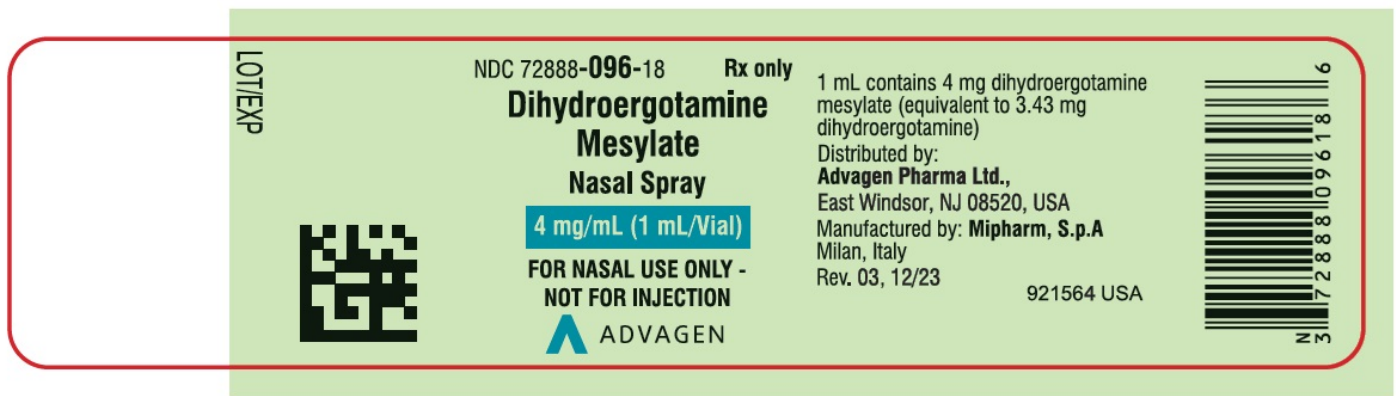 LOT/EXP
NDC 72888-096-18 Rx only
Dihydroergotamine
Mesylate
Nasal Spray
4 mg/mL (1 mL/Vial)
FOR NASAL USE ONLY -
NOT FOR INJECTION
ADVAGEN
1 mL contains 4 mg dihydroergotamine
mesylate (equivalent to 3.43 mg
dihydroergotamine)
Distributed by:
Advagen Pharma Ltd.,
East Windsor, NJ 08520, USA
Manufactured by: Mipharm, S.p.A
Milan, Italy
Rev. 03, 12/23
921564 USA
N
3 72888 09618 6